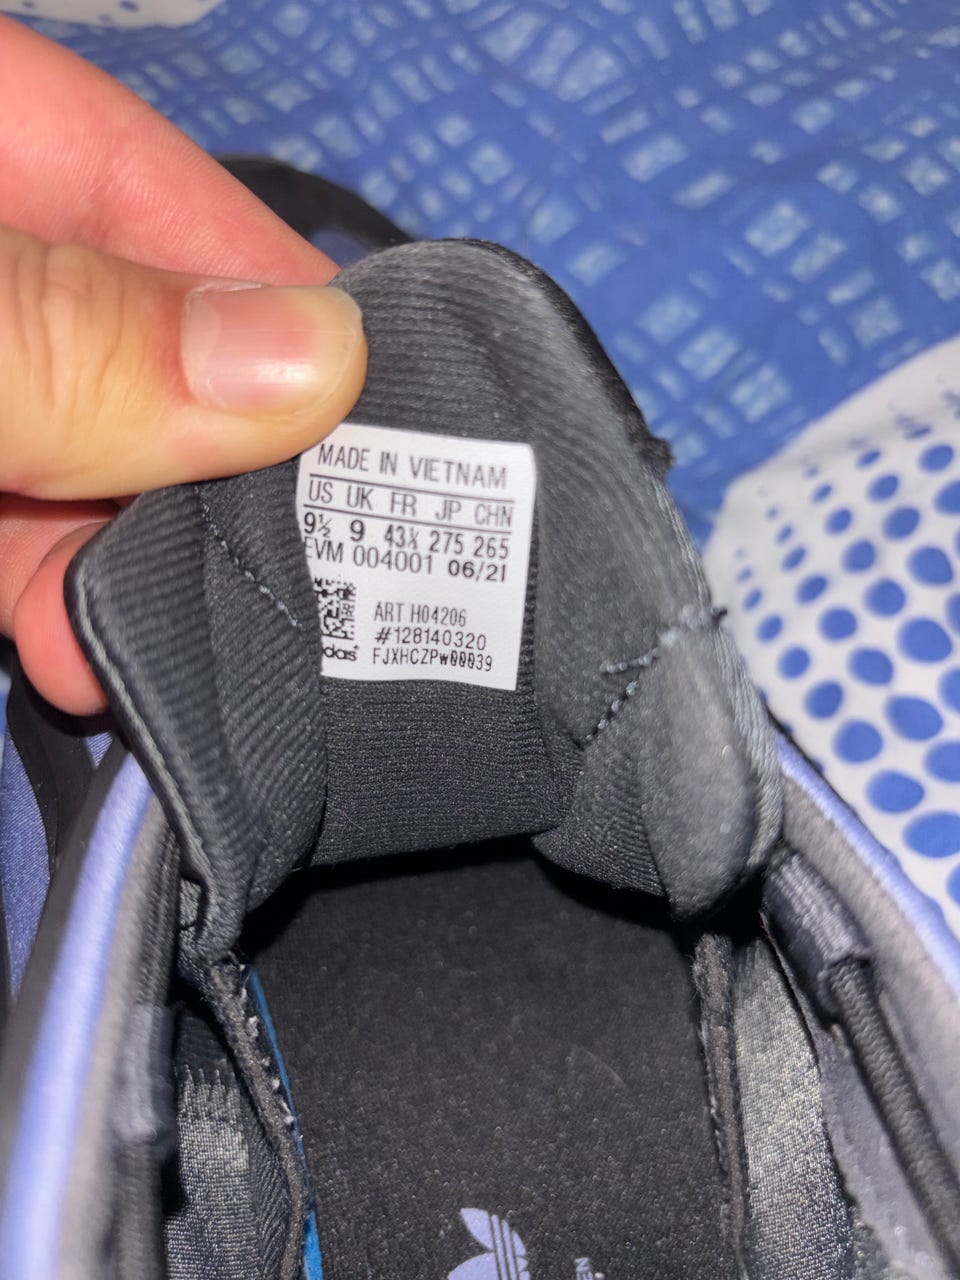 MADE IN VIETNAM
US UK FR JP CHN
9½ 9 43⅓ 275 265
EVM 004001 06/21
ART H04206
#128140320
adidas® FJXHCZPW00039